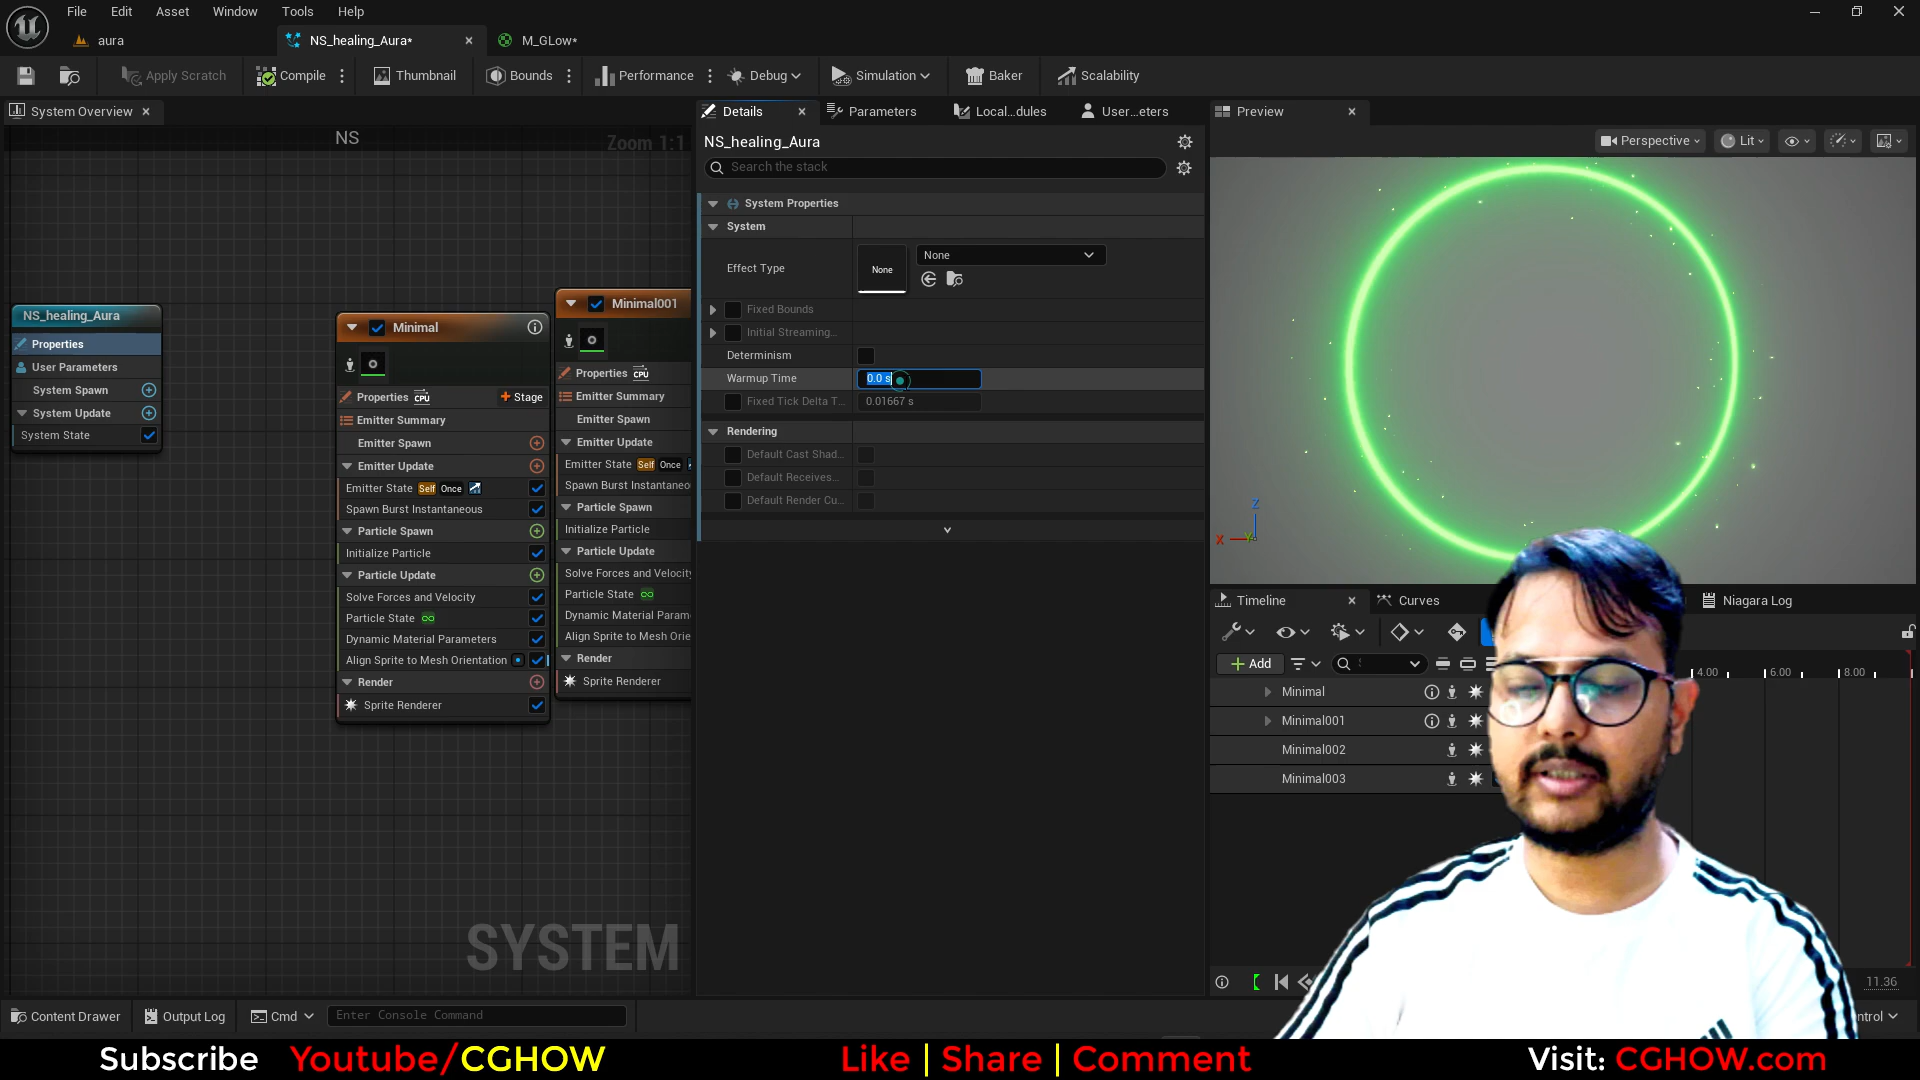 File Edit Asset Window Tools Help
aura NS_healing_Aura* M_GLow*
Apply Scratch Compile Thumbnail Bounds Performance Debug Simulation Baker Scalability
System Overview
NS
Zoom 1:1
NS_healing_Aura
Properties
User Parameters
System Spawn
System Update
System State
Minimal
Properties Stage
Emitter Summary
Emitter Spawn
Emitter Update
Emitter State Self Once
Spawn Burst Instantaneous
Particle Spawn
Initialize Particle
Particle Update
Solve Forces and Velocity
Particle State
Dynamic Material Parameters
Align Sprite to Mesh Orientation
Render
Sprite Renderer
Minimal001
Properties
Emitter Summary
Emitter Spawn
Emitter Update
Emitter State Self Once
Spawn Burst Instantaneo
Particle Spawn
Initialize Particle
Particle Update
Solve Forces and Velocity
Particle State
Dynamic Material Param
Align Sprite to Mesh Orie
Render
Sprite Renderer
SYSTEM
Details Parameters Local...dules User...eters
NS_healing_Aura
Search the stack
System Properties
System
Effect Type None None
Fixed Bounds
Initial Streaming...
Determinism
Warmup Time 0.0 s
Fixed Tick Delta T... 0.01667 s
Rendering
Default Cast Shad...
Default Receives...
Default Render Cu...
Preview
Perspective Lit
Z
X
Y
Timeline Curves Niagara Log
Add
4.00 6.00 8.00
Minimal
Minimal001
Minimal002
Minimal003
11.36
Content Drawer Output Log Cmd Enter Console Command ntrol
Subscribe Youtube/CGHOW Like | Share | Comment Visit: CGHOW.com